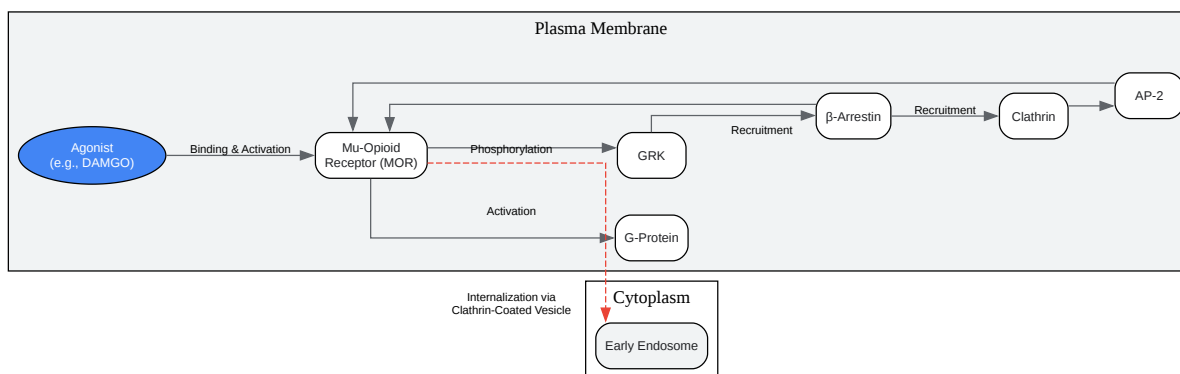 Plasma Membrane
AP-2
β-Arrestin
Recruitment
Clathrin
Recruitment
Agonist
(e.g., DAMGO)
Binding & Activation
Mu-Opioid
Receptor (MOR)
Phosphorylation
GRK
Activation
G-Protein
Internalization via
Clathrin-Coated Vesicle
Cytoplasm
Early Endosome